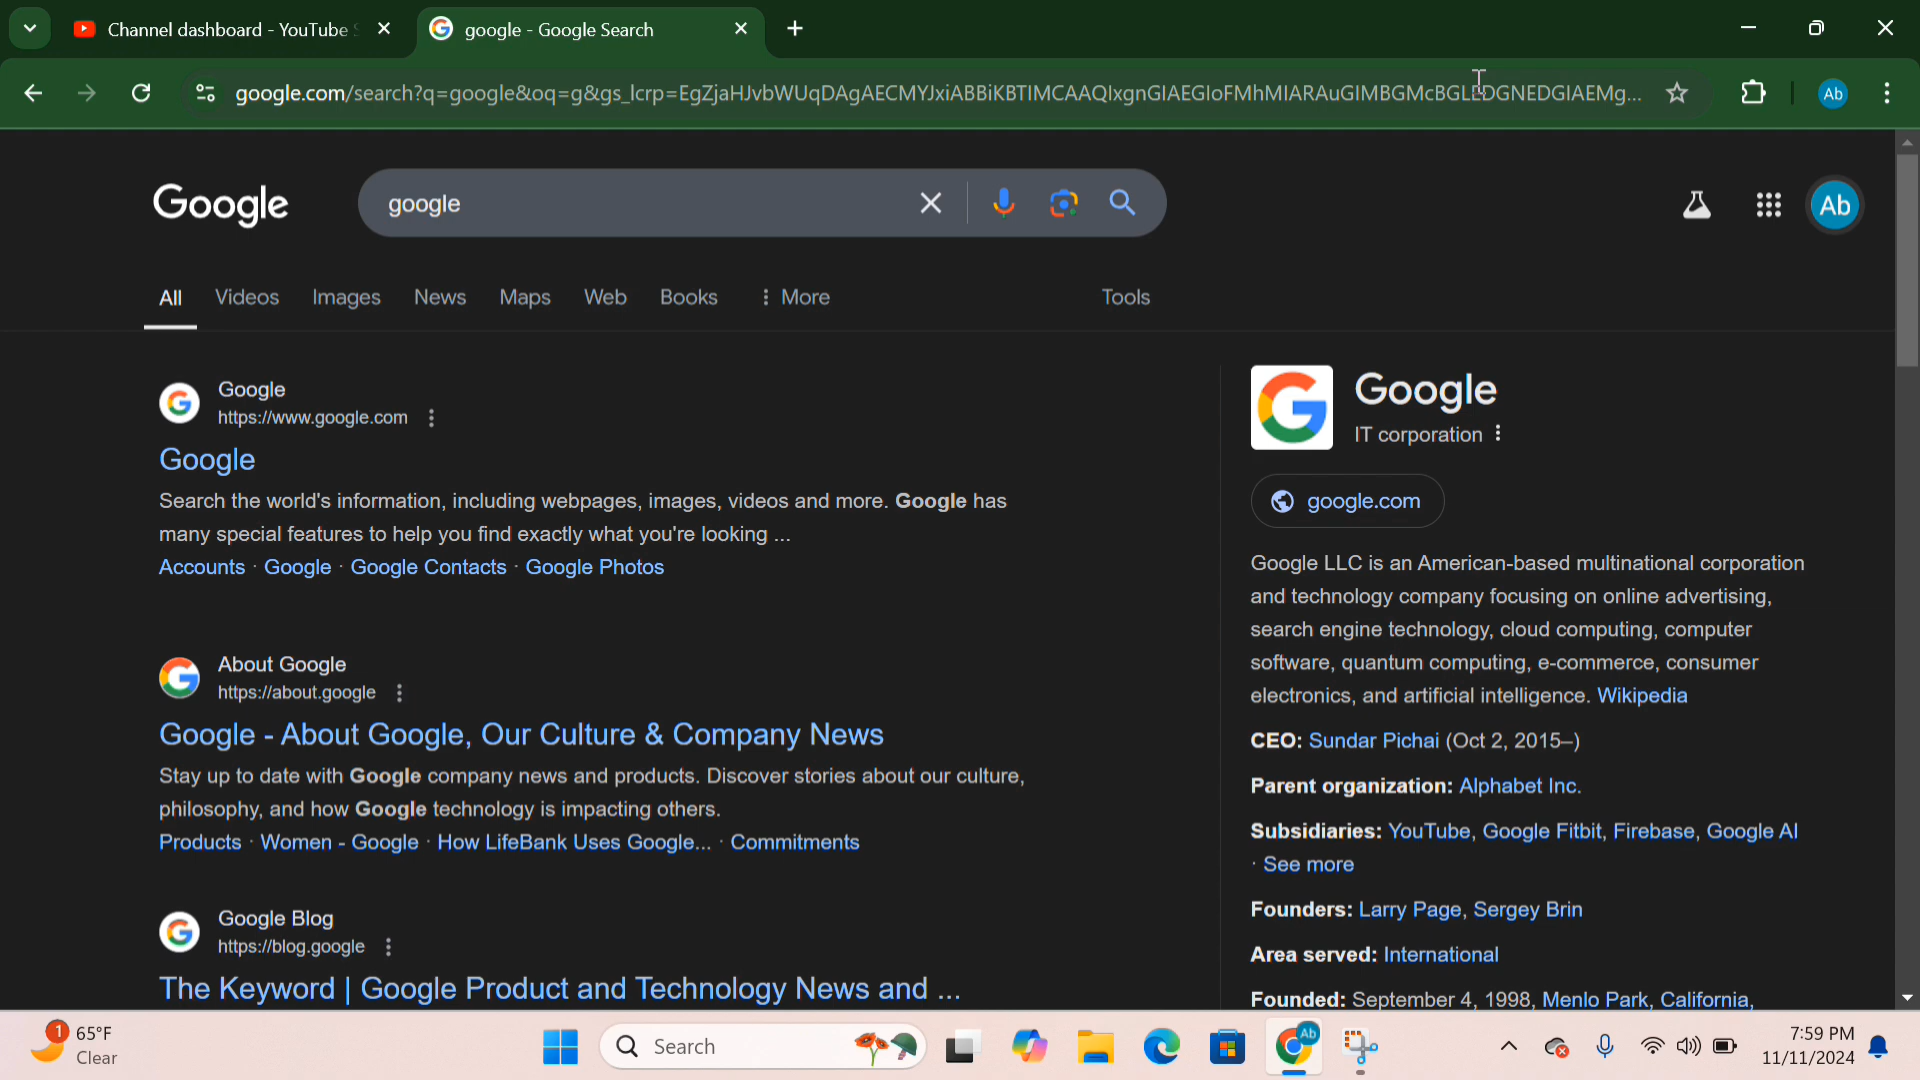 Channel dashboard - YouTube S
google - Google Search
google.com/search?q=google&oq=g&gs_lcrp=EgZjaHJvbWUqDAgAECMYJxiABBiKBTIMCAAQIxgnGIAEGIoFMhMIARAuGIMBGMcBGLEDGNEDGIAEMg...
Ab
Google
google
Ab
All
Videos
Images
News
Maps
Web
Books
More
Tools
Google
https://www.google.com
Google
Search the world's information, including webpages, images, videos and more. Google has
many special features to help you find exactly what you're looking ...
Accounts · Google · Google Contacts · Google Photos
About Google
https://about.google
Google - About Google, Our Culture & Company News
Stay up to date with Google company news and products. Discover stories about our culture,
philosophy, and how Google technology is impacting others.
Products · Women - Google · How LifeBank Uses Google... · Commitments
Google Blog
https://blog.google
The Keyword | Google Product and Technology News and ...
Google
IT corporation
google.com
Google LLC is an American-based multinational corporation
and technology company focusing on online advertising,
search engine technology, cloud computing, computer
software, quantum computing, e-commerce, consumer
electronics, and artificial intelligence. Wikipedia
CEO: Sundar Pichai (Oct 2, 2015–)
Parent organization: Alphabet Inc.
Subsidiaries: YouTube, Google Fitbit, Firebase, Google AI
· See more
Founders: Larry Page, Sergey Brin
Area served: International
Founded: September 4, 1998, Menlo Park, California,
1
65°F
Clear
Search
Ab
7:59 PM
11/11/2024